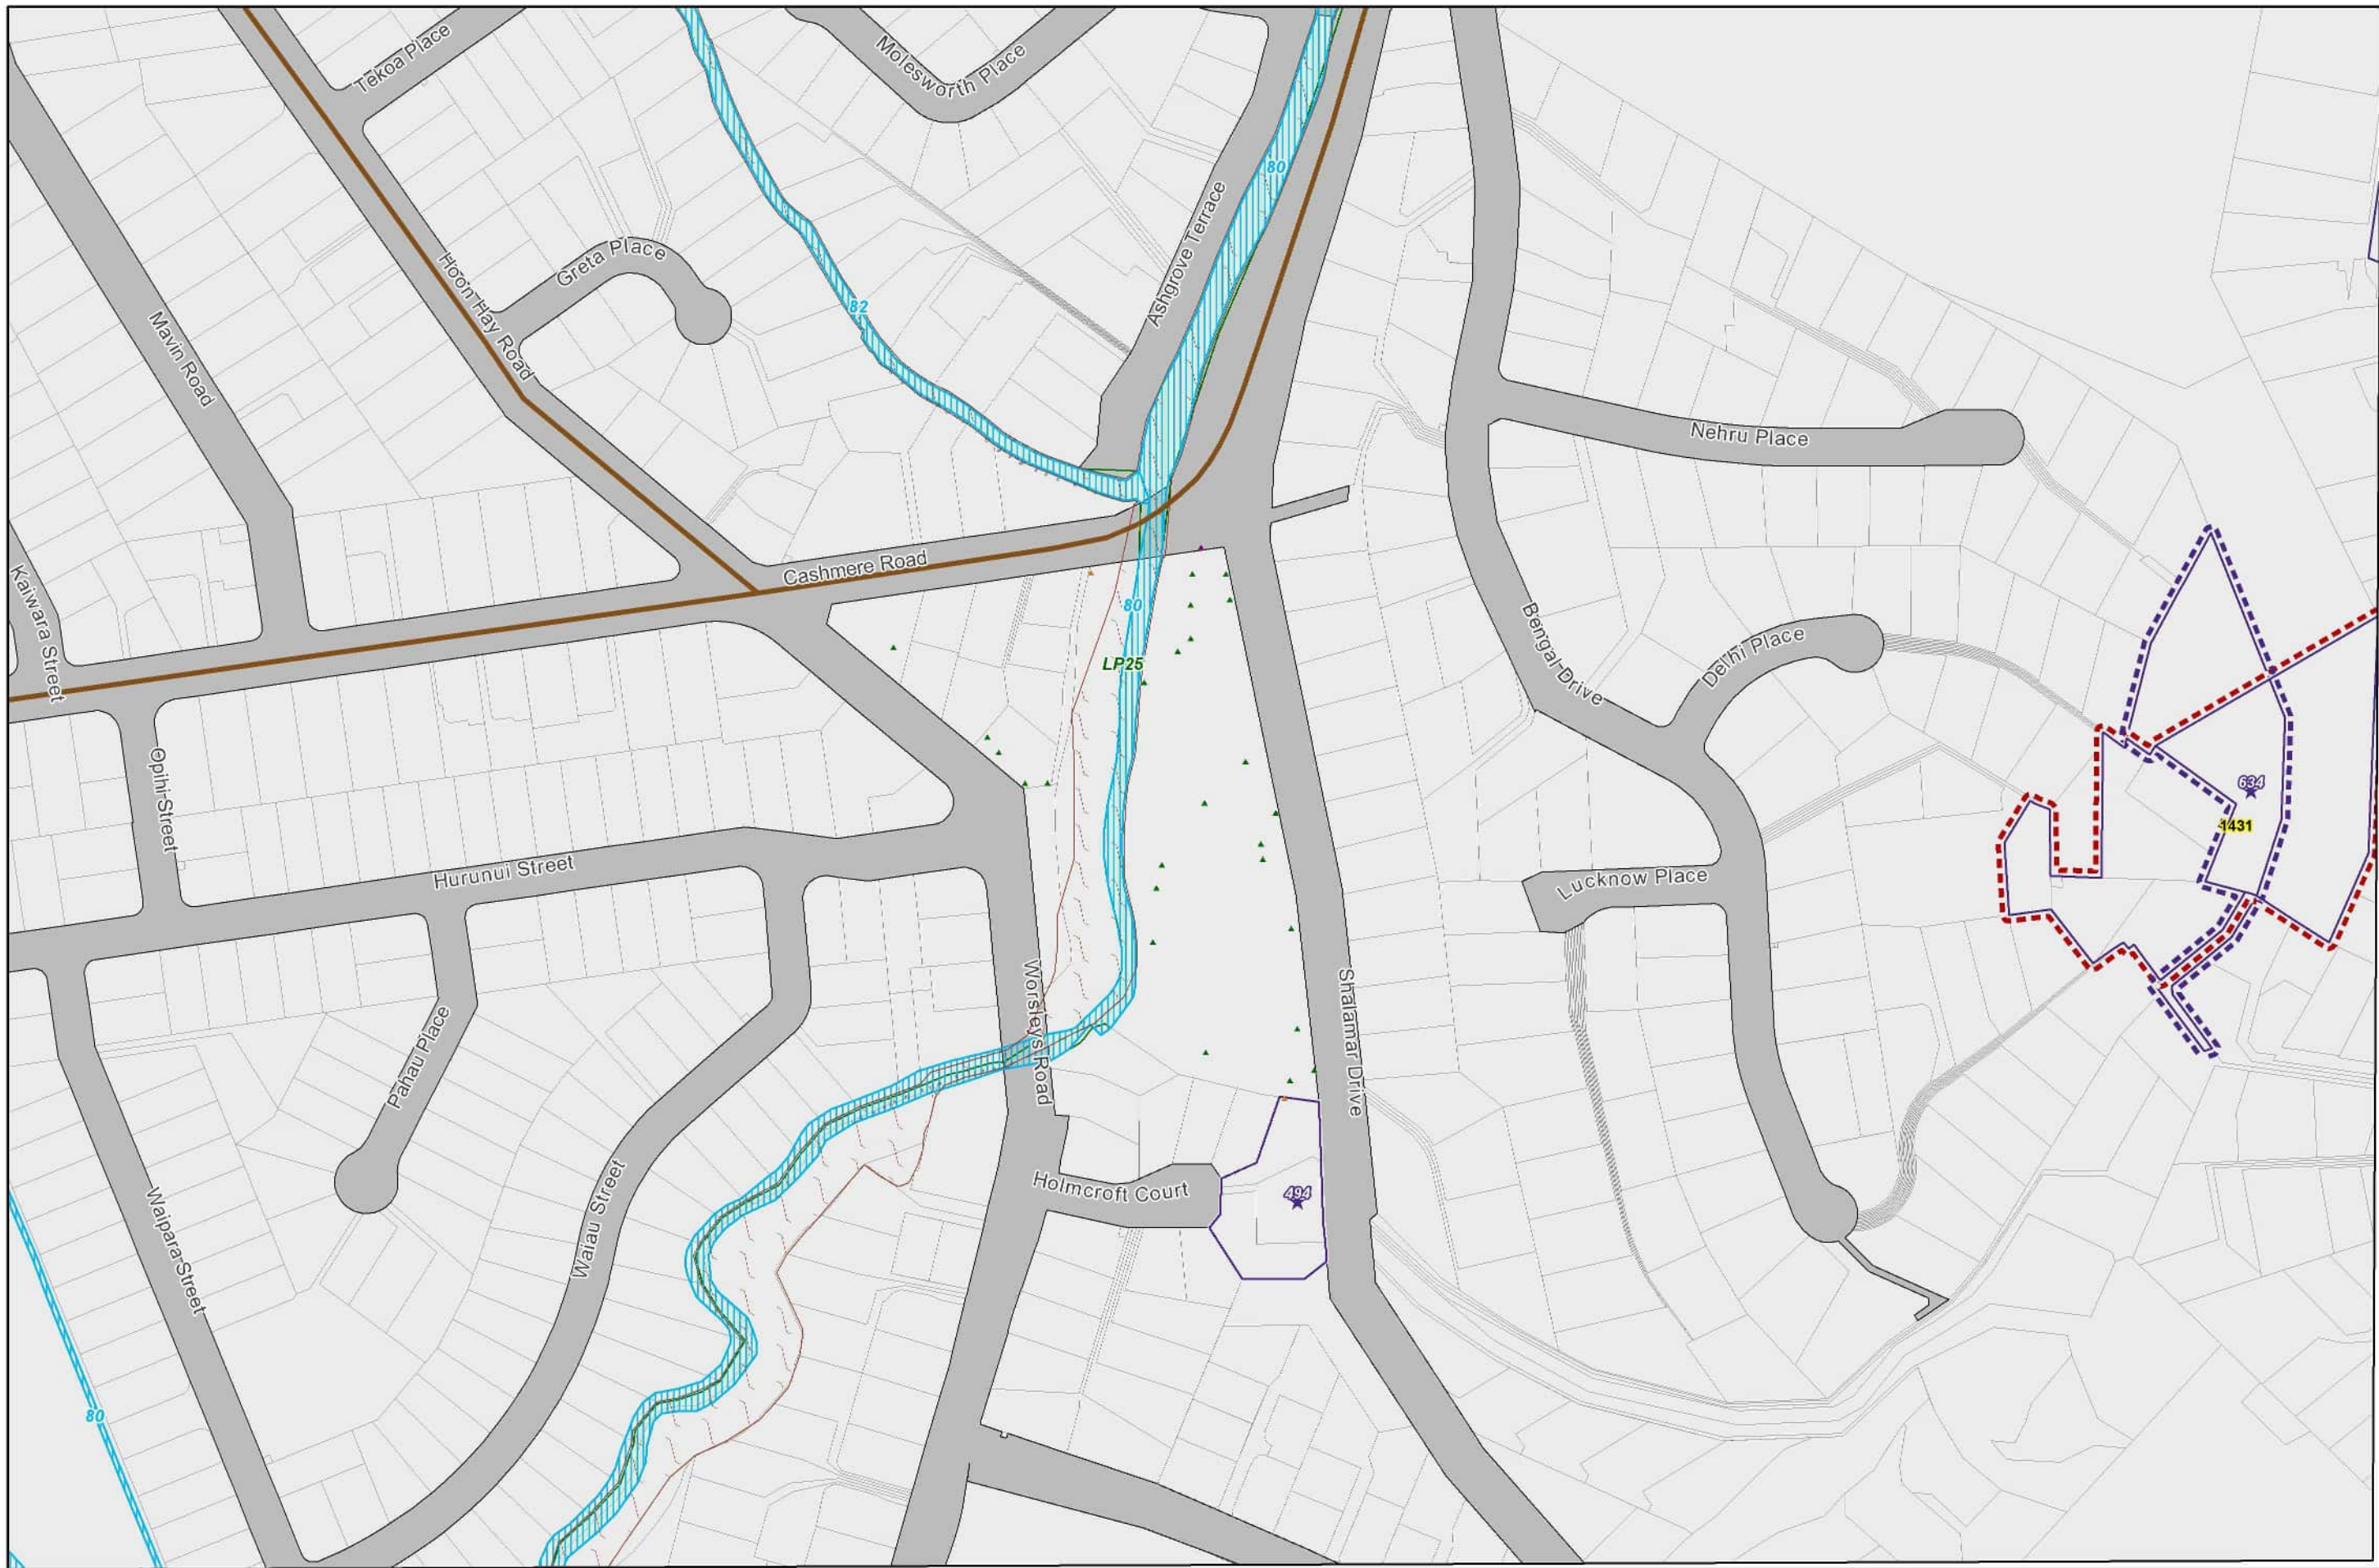 Tekoa Place
Molesworth Place
80
Ashgrove Terrace
Greta Place
Hoon Hay Road
82
Mavin Road
Nehru Place
Cashmere Road
Kaiwara Street
80
LP25
Bengal Drive
Delhi Place
634
1431
Opihi Street
Hurunui Street
Lucknow Place
Worsleys Road
Shalamar Drive
Pahau Place
Holmcroft Court
494
Waiau Street
Waipara Street
80